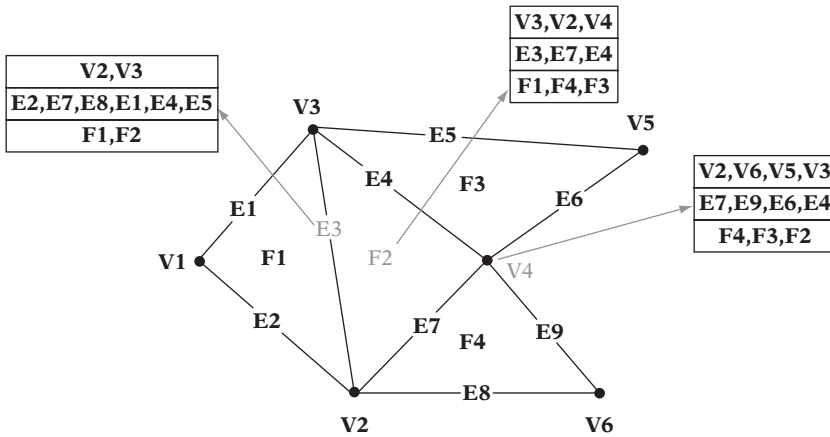 V3,V2,V4
E3,E7,E4
F1,F4,F3
V2,V3
E2,E7,E8,E1,E4,E5
F1,F2
V3
E5
V5
V2,V6,V5,V3
E7,E9,E6,E4
F4,F3,F2
E4
F3
E6
E1
E3
V1
F1
F2
V4
E2
E7
F4
E9
E8
V2
V6